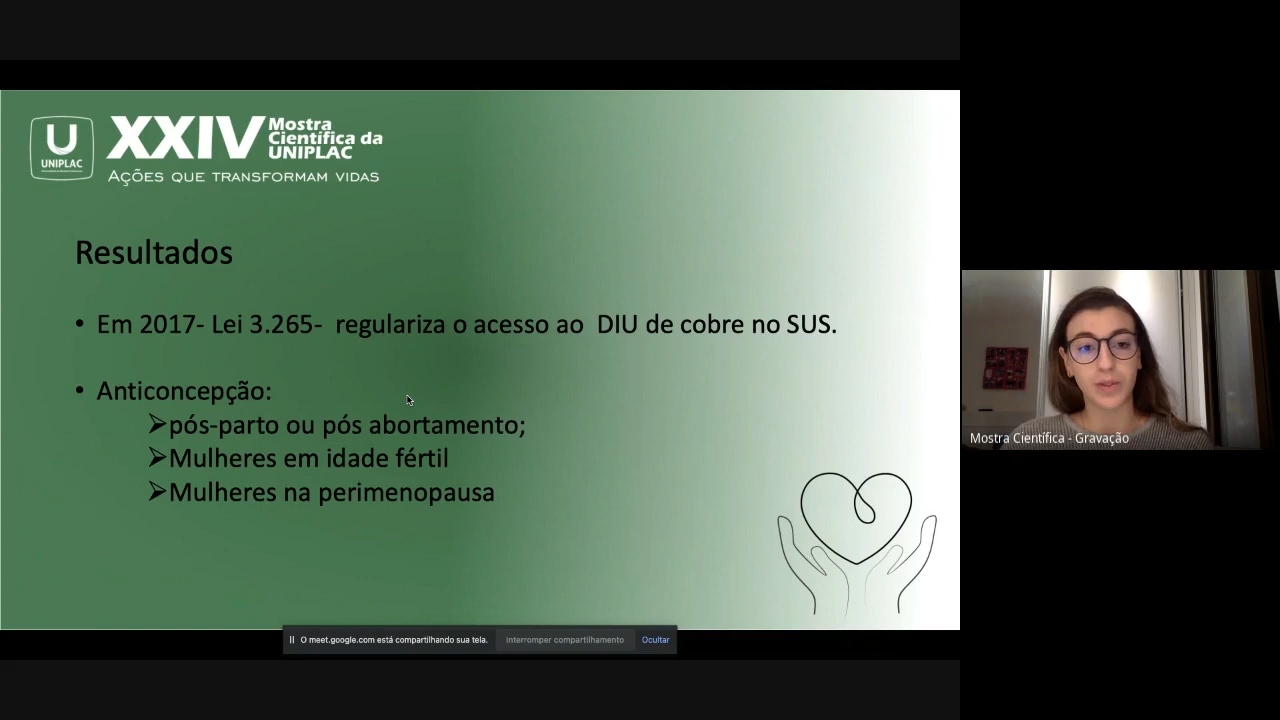 U
UNIPLAC
XXIV
Mostra
Científica da
UNIPLAC
AÇÕES QUE TRANSFORMAM VIDAS
Resultados
• Em 2017- Lei 3.265- regulariza o acesso ao DIU de cobre no SUS.
• Anticoncepção:
➢pós-parto ou pós abortamento;
➢Mulheres em idade fértil
➢Mulheres na perimenopausa
Mostra Científica - Gravação
O meet.google.com está compartilhando sua tela.
Interromper compartilhamento
Ocultar